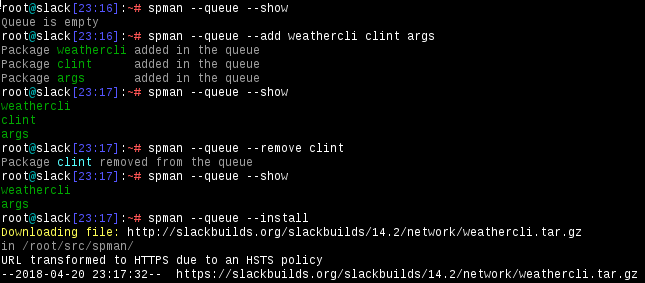 root@slack[23:16]:~# spman --queue --show
Queue is empty
root@slack[23:16]:~# spman --queue --add weathercli clint args
Package weathercli added in the queue
Package clint      added in the queue
Package args       added in the queue
root@slack[23:17]:~# spman --queue --show
weathercli
clint
args
root@slack[23:17]:~# spman --queue --remove clint
Package clint removed from the queue
root@slack[23:17]:~# spman --queue --show
weathercli
args
root@slack[23:17]:~# spman --queue --install
Downloading file: http://slackbuilds.org/slackbuilds/14.2/network/weathercli.tar.gz
in /root/src/spman/
URL transformed to HTTPS due to an HSTS policy
--2018-04-20 23:17:32--  https://slackbuilds.org/slackbuilds/14.2/network/weathercli.tar.gz